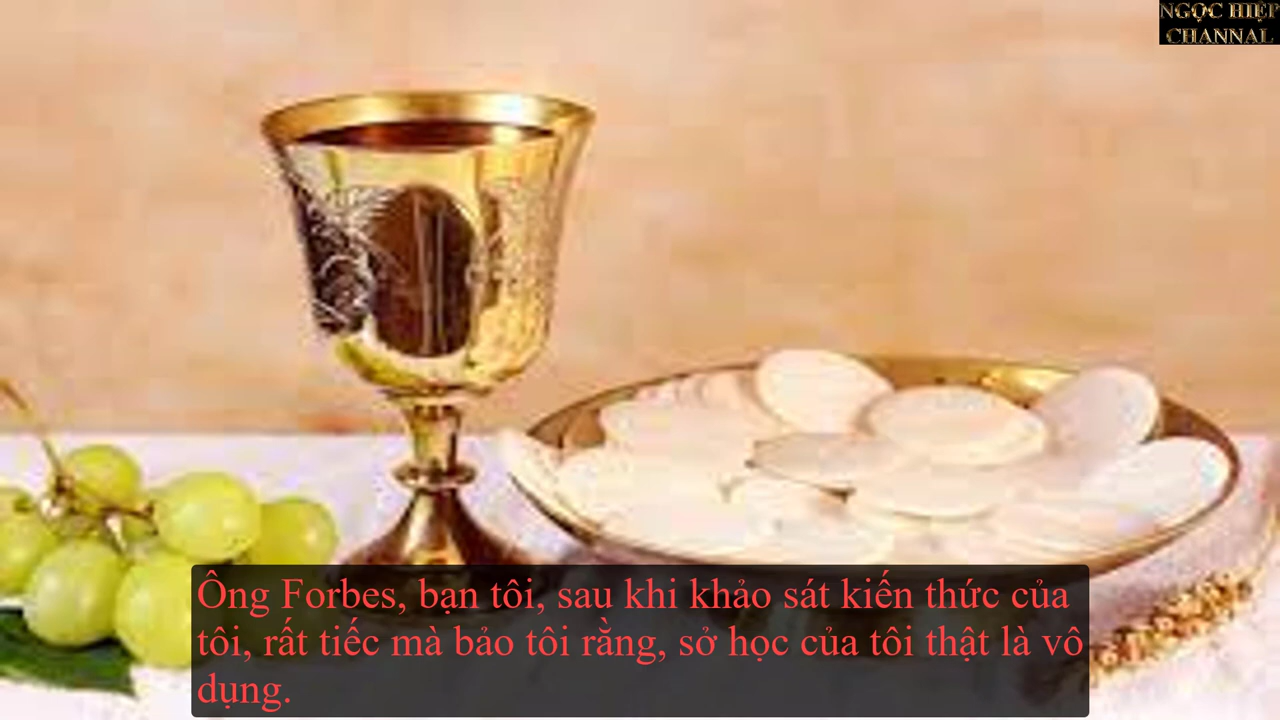 NGỌC HIỆP
CHANNAL
Ông Forbes, bạn tôi, sau khi khảo sát kiến thức của
tôi, rất tiếc mà bảo tôi rằng, sở học của tôi thật là vô
dụng.